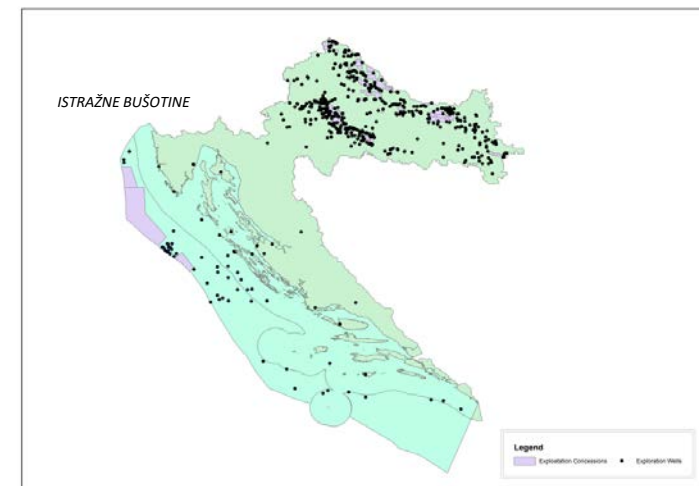 ISTRAŽNE BUŠOTINE
Legend
Exploatation Concessions Exploration Wells